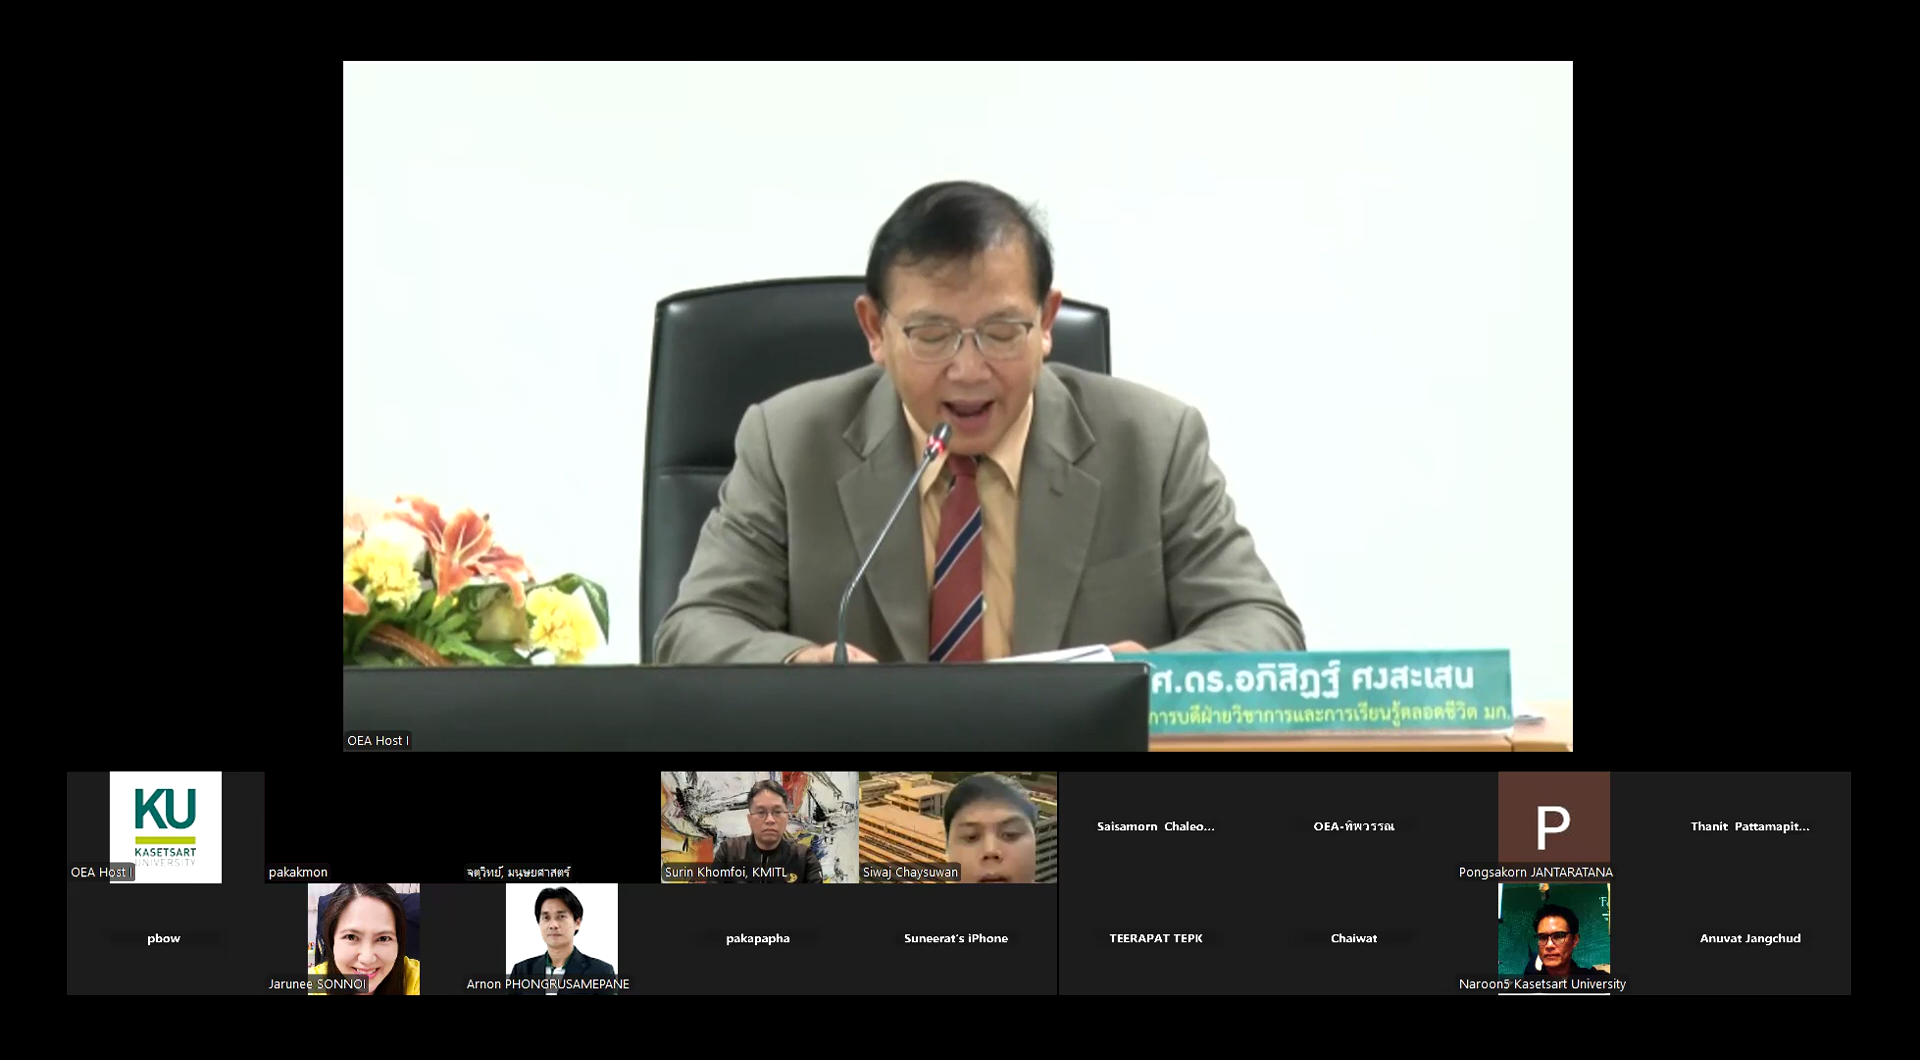 ศ.ดร.อภิสิฏฐ์ ศงสะเสน
การบดีฝ่ายวิชาการและการเรียนรู้ตลอดชีวิต มก.
OEA Host I
KU
KASETSART
UNIVERSITY
OEA Host I
pakakmon
จตุวิทย์, มนุษยศาสตร์
Surin Khomfoi, KMITL
Siwaj Chaysuwan
Saisamorn Chaleo...
OEA-ทิพวรรณ
P
Pongsakorn JANTARATANA
Thanit Pattamapit...
pbow
Jarunee SONNOI
Arnon PHONGRUSAMEPANE
pakapapha
Suneerat's iPhone
TEERAPAT TEPK
Chaiwat
Naroon5 Kasetsart University
Anuvat Jangchud